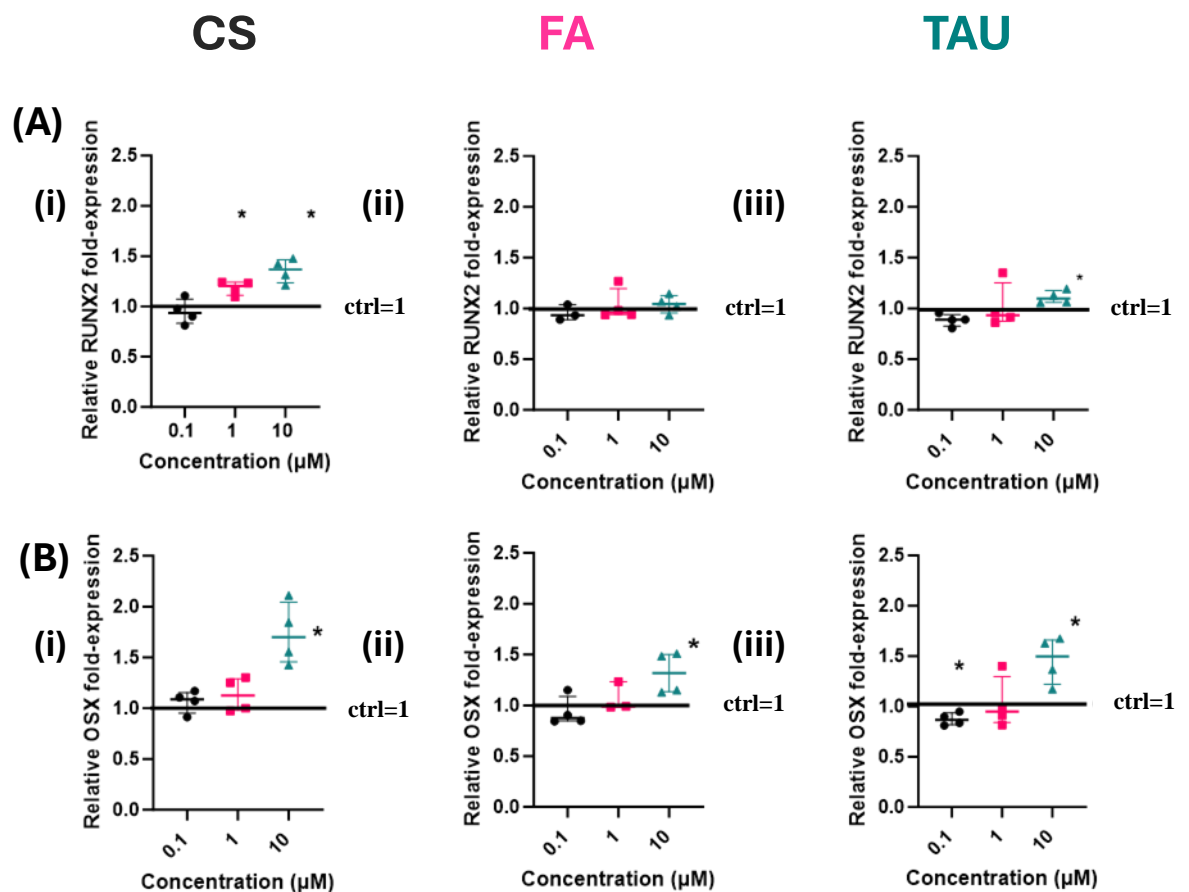 CS FA TAU
(A)
(i)
Relative RUNX2 fold-expression
2.5
2.0
1.5
1.0
0.5
0.0
* *
ctrl=1
0.1 1 10
Concentration (µM)
(ii)
Relative RUNX2 fold-expression
2.5
2.0
1.5
1.0
0.5
0.0
ctrl=1
0.1 1 10
Concentration (µM)
(iii)
Relative RUNX2 fold-expression
2.5
2.0
1.5
1.0
0.5
0.0
*
ctrl=1
0.1 1 10
Concentration (µM)
(B)
(i)
Relative OSX fold-expression
2.5
2.0
1.5
1.0
0.5
0.0
*
ctrl=1
0.1 1 10
Concentration (µM)
(ii)
Relative OSX fold-expression
2.5
2.0
1.5
1.0
0.5
0.0
*
ctrl=1
0.1 1 10
Concentration (µM)
(iii)
Relative OSX fold-expression
2.5
2.0
1.5
1.0
0.5
0.0
* *
ctrl=1
0.1 1 10
Concentration (µM)